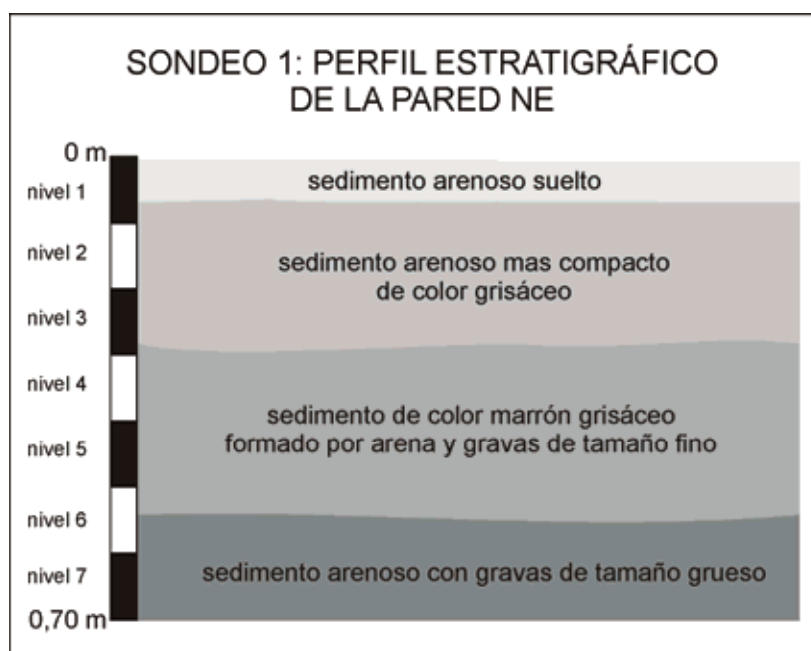 SONDEO 1: PERFIL ESTRATIGRÁFICO
DE LA PARED NE
0 m
nivel 1
sedimento arenoso suelto
nivel 2
sedimento arenoso mas compacto
de color grisáceo
nivel 3
nivel 4
sedimento de color marrón grisáceo
formado por arena y gravas de tamaño fino
nivel 5
nivel 6
nivel 7
sedimento arenoso con gravas de tamaño grueso
0,70 m